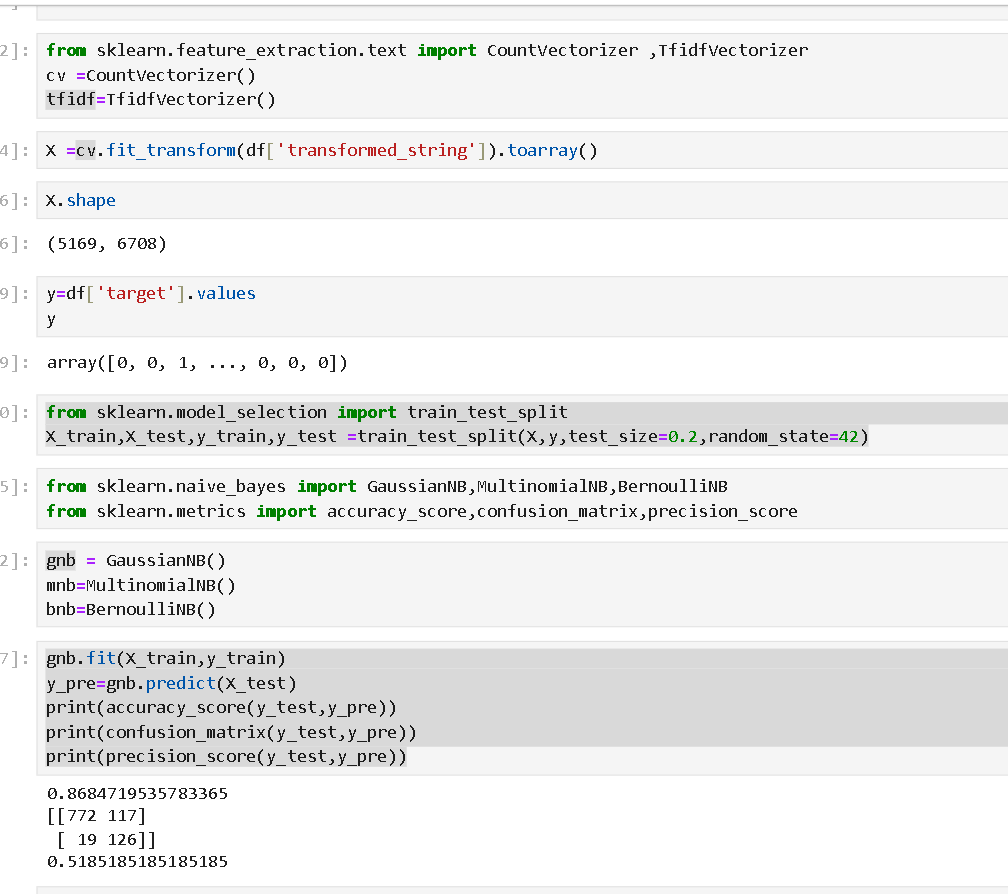 2]:
from sklearn.feature_extraction.text import CountVectorizer ,TfidfVectorizer
cv =CountVectorizer()
tfidf=TfidfVectorizer()
4]:
X =cv.fit_transform(df['transformed_string']).toarray()
6]:
X.shape
6]:
(5169, 6708)
9]:
y=df['target'].values
y
9]:
array([0, 0, 1, ..., 0, 0, 0])
0]:
from sklearn.model_selection import train_test_split
X_train,X_test,y_train,y_test =train_test_split(X,y,test_size=0.2,random_state=42)
5]:
from sklearn.naive_bayes import GaussianNB,MultinomialNB,BernoulliNB
from sklearn.metrics import accuracy_score,confusion_matrix,precision_score
2]:
gnb = GaussianNB()
mnb=MultinomialNB()
bnb=BernoulliNB()
7]:
gnb.fit(X_train,y_train)
y_pre=gnb.predict(X_test)
print(accuracy_score(y_test,y_pre))
print(confusion_matrix(y_test,y_pre))
print(precision_score(y_test,y_pre))
0.8684719535783365
[[772 117]
 [ 19 126]]
0.5185185185185185